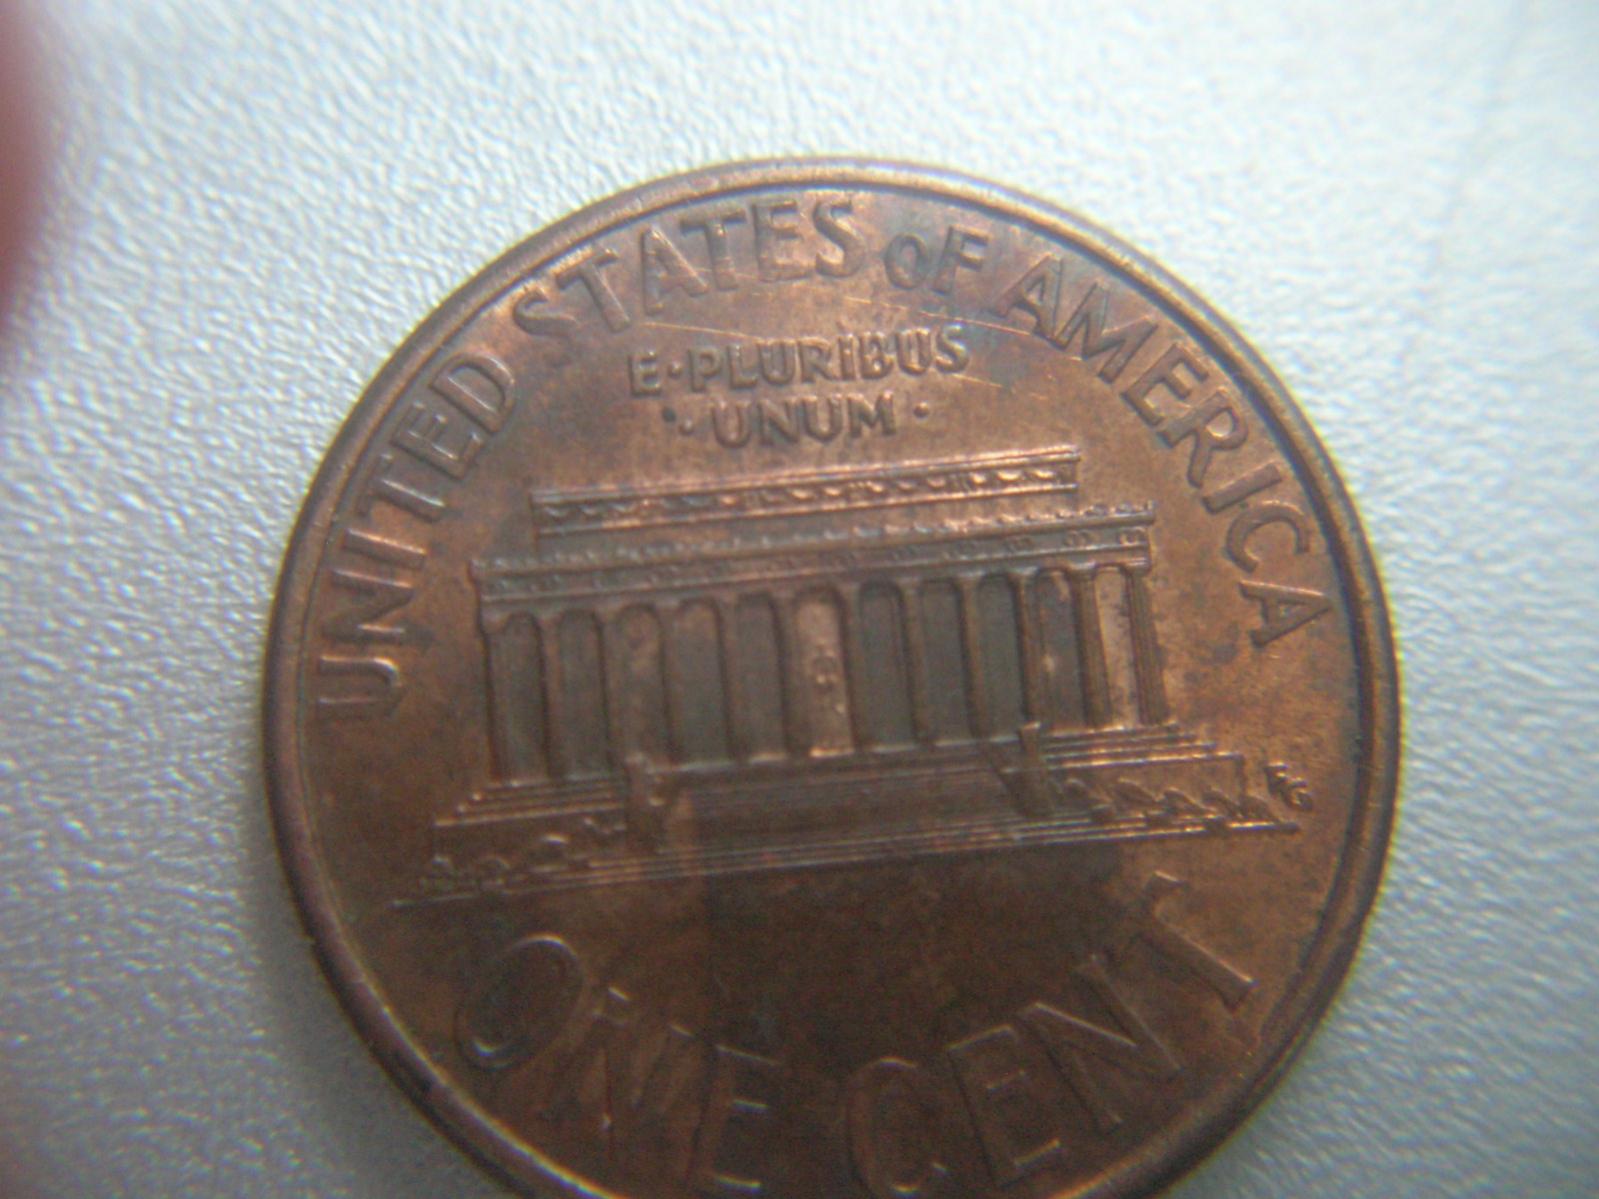 UNITED STATES OF AMERICA
E·PLURIBUS
·UNUM·
FG
ONE CENT